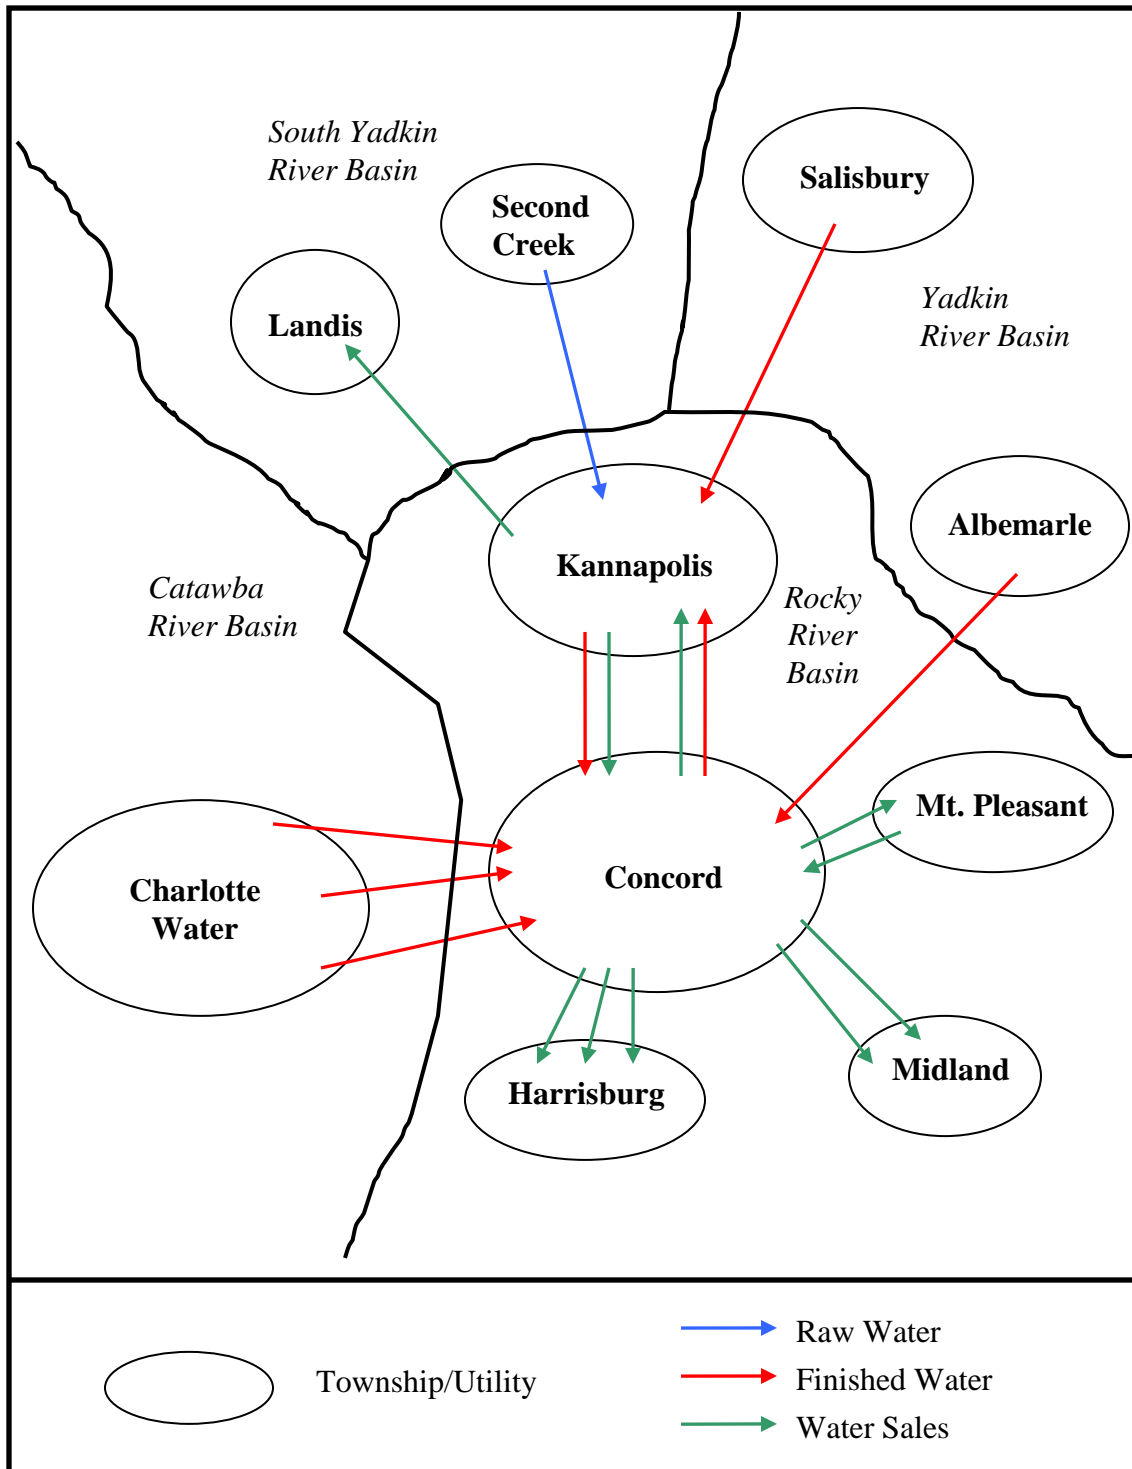 South Yadkin
River Basin
Second
Creek
Salisbury
Landis
Yadkin
River Basin
Albemarle
Kannapolis
Catawba
River Basin
Rocky
River
Basin
Mt. Pleasant
Charlotte
Water
Concord
Harrisburg
Midland
Township/Utility
Raw Water
Finished Water
Water Sales